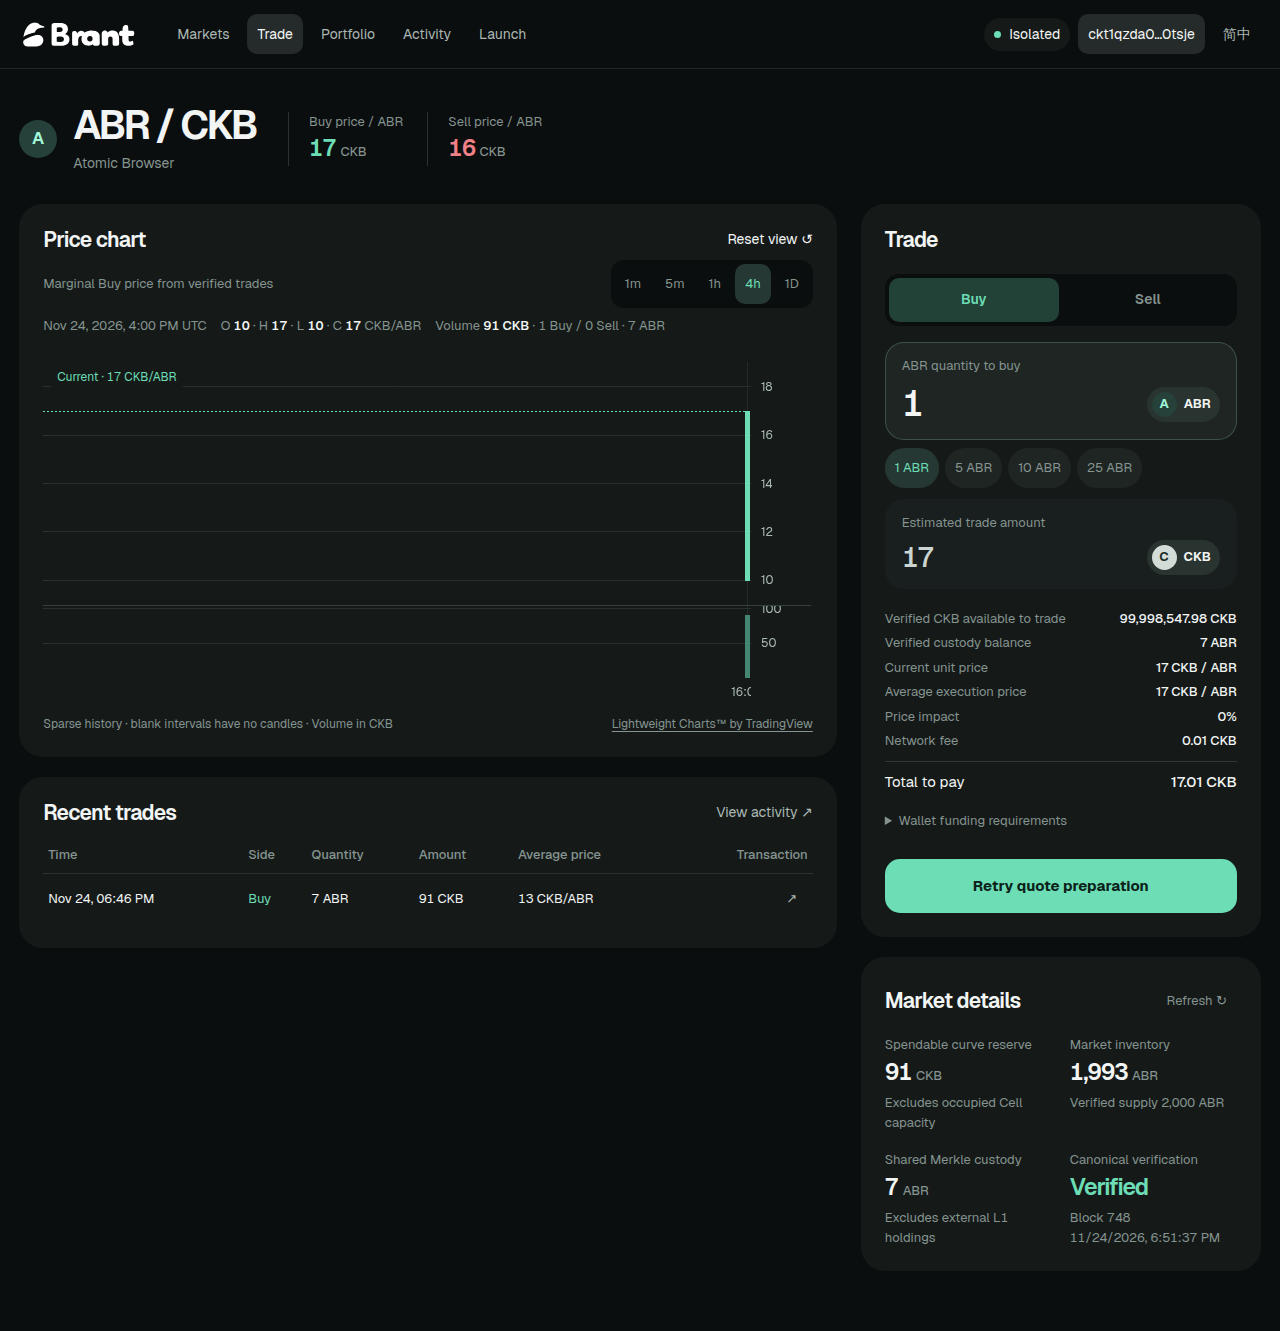 Brant
Markets
Trade
Portfolio
Activity
Launch
Isolated
ckt1qzda0...0tsje
简中
A
ABR / CKB
Atomic Browser
Buy price / ABR
17 CKB
Sell price / ABR
16 CKB
Price chart
Reset view ↺
Marginal Buy price from verified trades
1m 5m 1h 4h 1D
Nov 24, 2026, 4:00 PM UTC O 10 · H 17 · L 10 · C 17 CKB/ABR Volume 91 CKB · 1 Buy / 0 Sell · 7 ABR
Current · 17 CKB/ABR
18
16
14
12
10
100
50
Sparse history · blank intervals have no candles · Volume in CKB
Lightweight Charts™ by TradingView
Recent trades
View activity ↗
Time Side Quantity Amount Average price Transaction
Nov 24, 06:46 PM Buy 7 ABR 91 CKB 13 CKB/ABR ↗
Trade
Buy Sell
ABR quantity to buy
1
A ABR
1 ABR 5 ABR 10 ABR 25 ABR
Estimated trade amount
17
C CKB
Verified CKB available to trade 99,998,547.98 CKB
Verified custody balance 7 ABR
Current unit price 17 CKB / ABR
Average execution price 17 CKB / ABR
Price impact 0%
Network fee 0.01 CKB
Total to pay 17.01 CKB
▶ Wallet funding requirements
Retry quote preparation
Market details
Refresh ↻
Spendable curve reserve
91 CKB
Excludes occupied Cell
capacity
Market inventory
1,993 ABR
Verified supply 2,000 ABR
Shared Merkle custody
7 ABR
Excludes external L1
holdings
Canonical verification
Verified
Block 748
11/24/2026, 6:51:37 PM